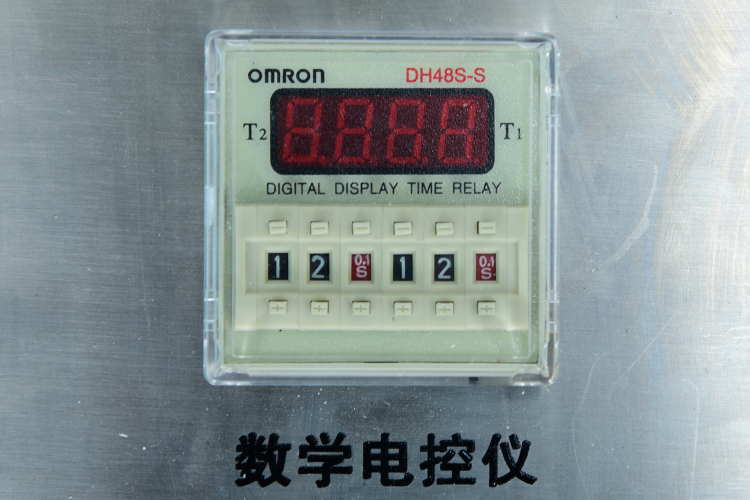 OMRON DH48S-S
T2 T1
DIGITAL DISPLAY TIME RELAY
- - - - - -
1 2 0.1S 1 2 0.1S
+ + + + + +
数学电控仪